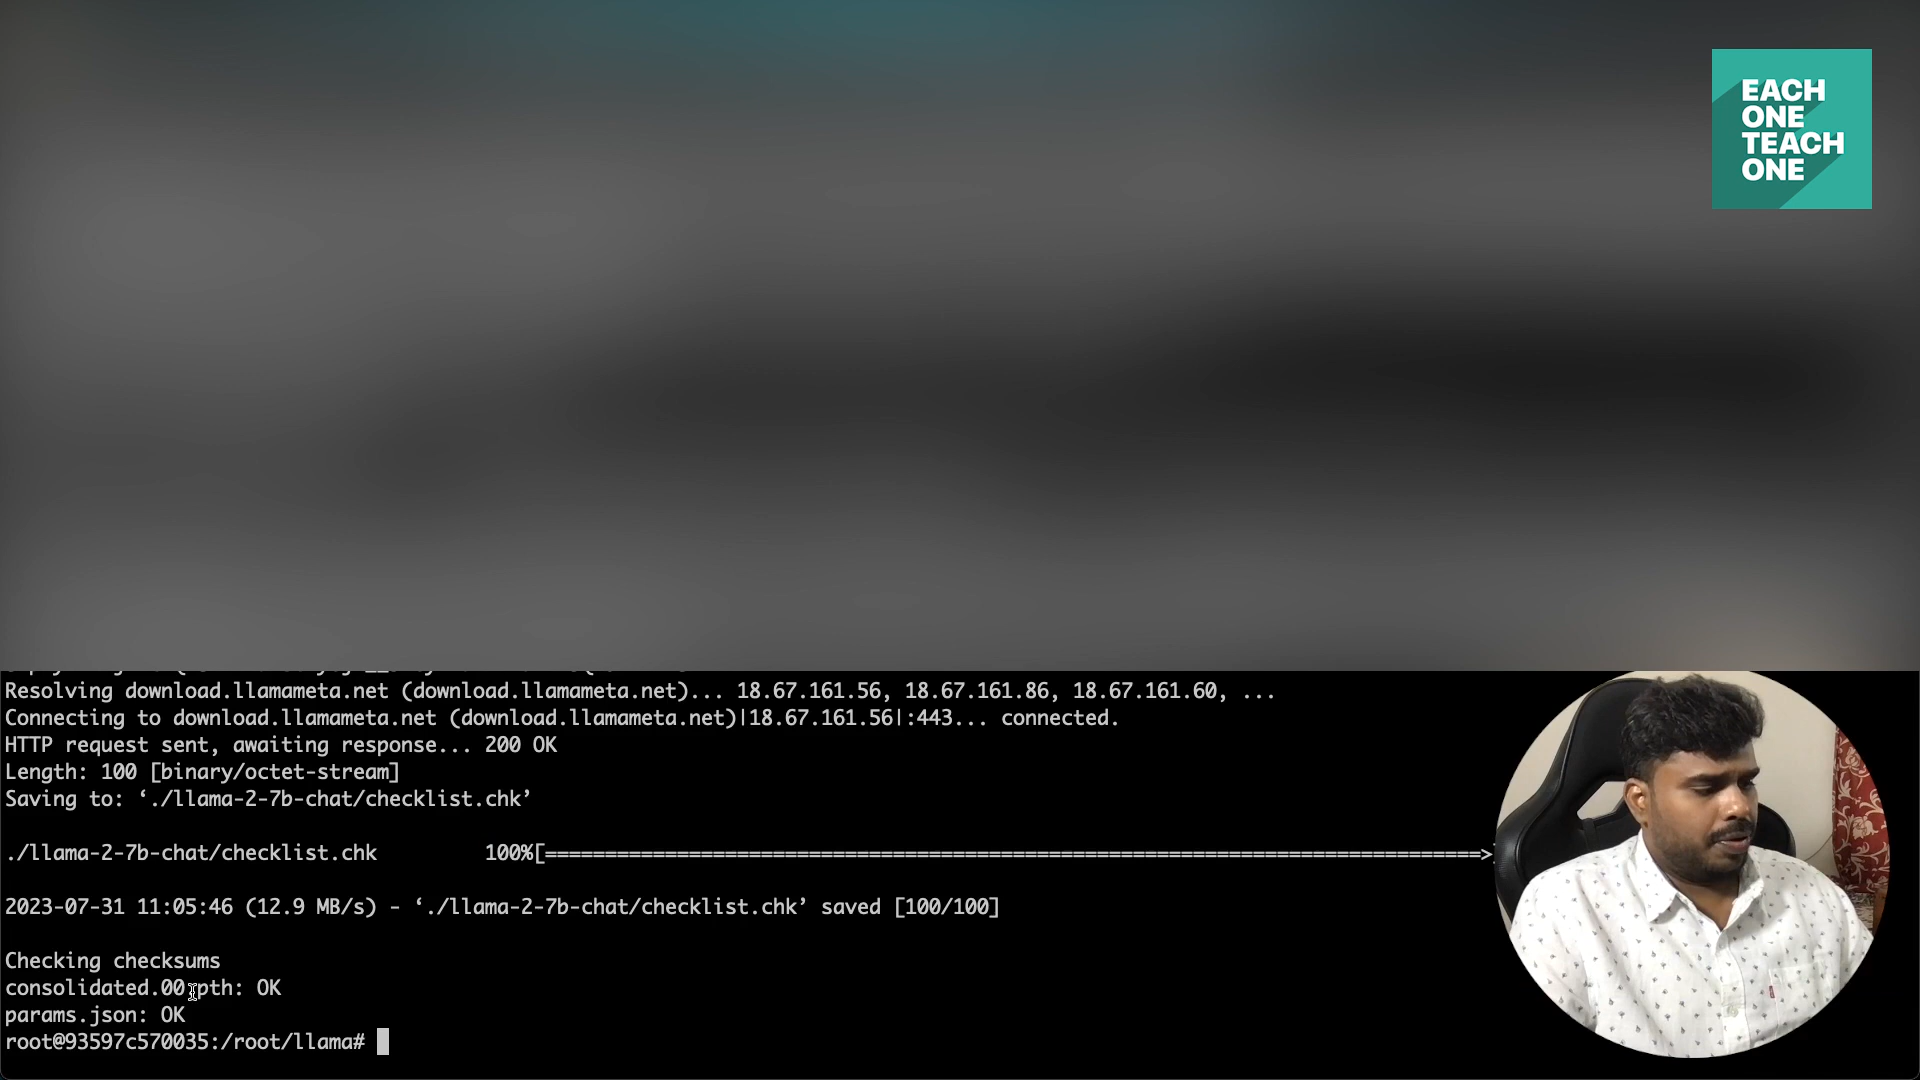 EACH
ONE
TEACH
ONE
Resolving download.llamameta.net (download.llamameta.net)... 18.67.161.56, 18.67.161.86, 18.67.161.60, ...
Connecting to download.llamameta.net (download.llamameta.net)|18.67.161.56|:443... connected.
HTTP request sent, awaiting response... 200 OK
Length: 100 [binary/octet-stream]
Saving to: ‘./llama-2-7b-chat/checklist.chk’
./llama-2-7b-chat/checklist.chk 100%[==============================================================================>
2023-07-31 11:05:46 (12.9 MB/s) - ‘./llama-2-7b-chat/checklist.chk’ saved [100/100]
Checking checksums
consolidated.00.pth: OK
params.json: OK
root@93597c570035:/root/llama#